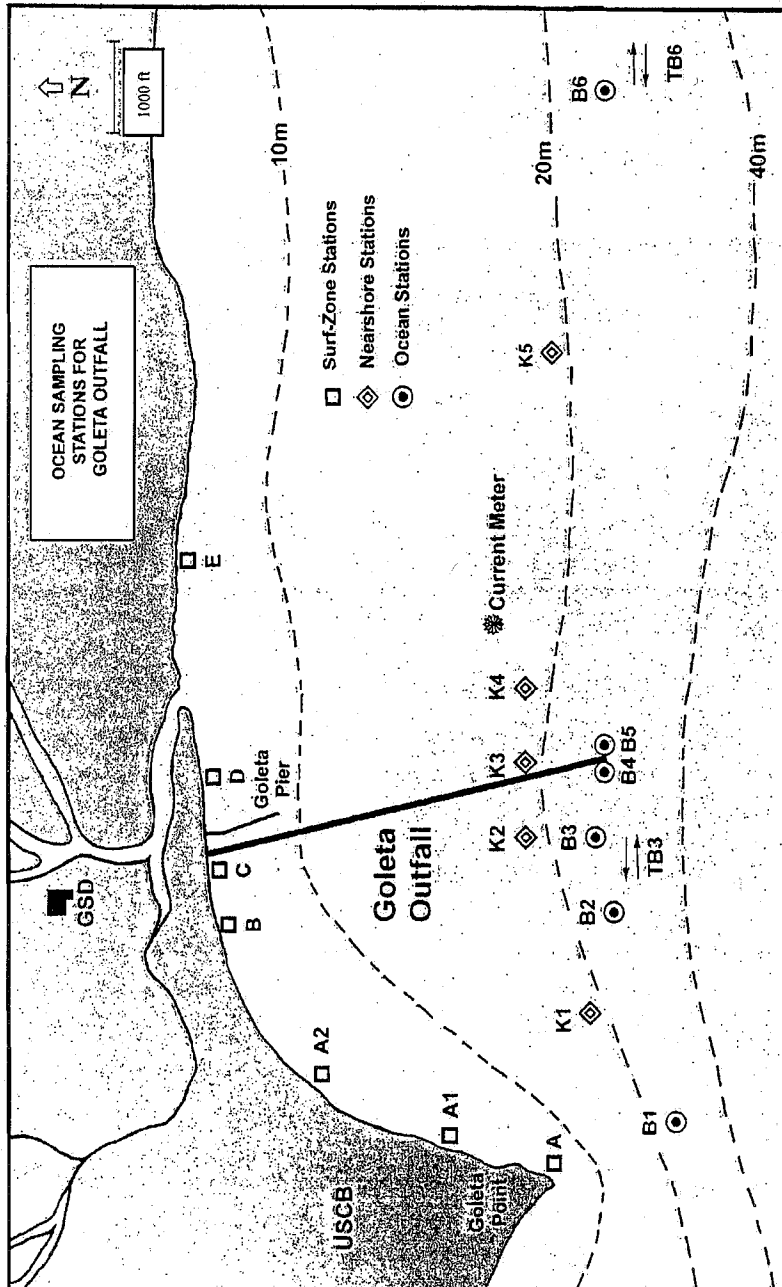 OCEAN SAMPLING
STATIONS FOR
GOLETA OUTFALL
N
1000 ft
GSD
USCB
Goleta
Point
Goleta
Pier
A
A1
A2
B
C
D
E
10m
Surf-Zone Stations
Nearshore Stations
Ocean Stations
Goleta
Outfall
Current Meter
K1
K2
K3
K4
K5
20m
B1
B2
B3
B4 B5
B6
TB3
TB6
40m